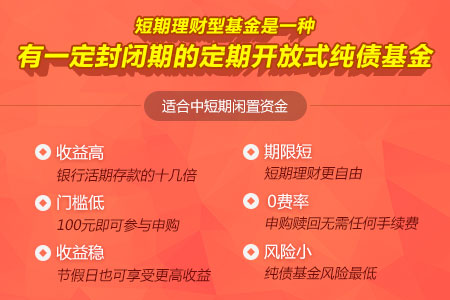 短期理财型基金是一种
有一定封闭期的定期开放式纯债基金
适合中短期闲置资金
收益高
银行活期存款的十几倍
门槛低
100元即可参与申购
收益稳
节假日也可享受更高收益
期限短
短期理财更自由
0费率
申购赎回无需任何手续费
风险小
纯债基金风险最低